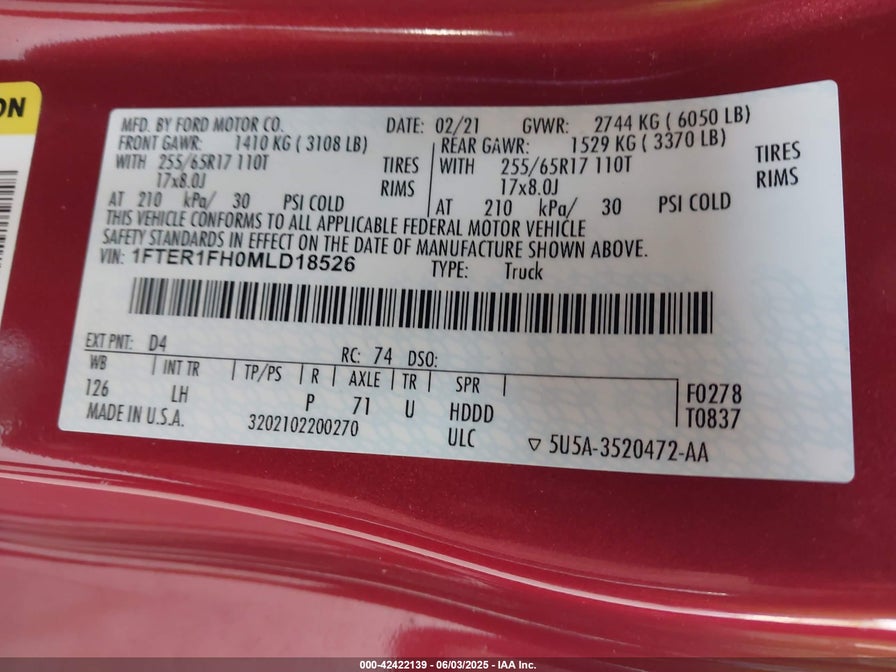 ON
MFD. BY FORD MOTOR CO. DATE: 02/21 GVWR: 2744 KG ( 6050 LB)
FRONT GAWR: 1410 KG ( 3108 LB) REAR GAWR: 1529 KG ( 3370 LB)
WITH 255/65R17 110T TIRES WITH 255/65R17 110T TIRES
17x8.0J RIMS 17x8.0J RIMS
AT 210 kPa/ 30 PSI COLD AT 210 kPa/ 30 PSI COLD
THIS VEHICLE CONFORMS TO ALL APPLICABLE FEDERAL MOTOR VEHICLE
SAFETY STANDARDS IN EFFECT ON THE DATE OF MANUFACTURE SHOWN ABOVE.
VIN: 1FTER1FH0MLD18526 TYPE: Truck
EXT PNT: D4 RC: 74 DSO:
WB INT TR TP/PS R AXLE TR SPR
126 LH P 71 U HDDD F0278
MADE IN U.S.A. 3202102200270 ULC T0837
▽ 5U5A-3520472-AA
000-42422139 - 06/03/2025 - IAA Inc.